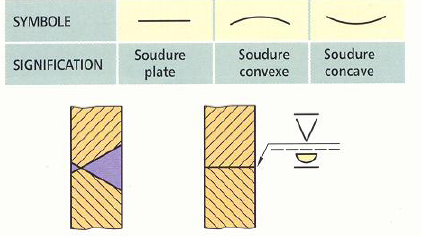 SYMBOLE
SIGNIFICATION
Soudure plate
Soudure convexe
Soudure concave